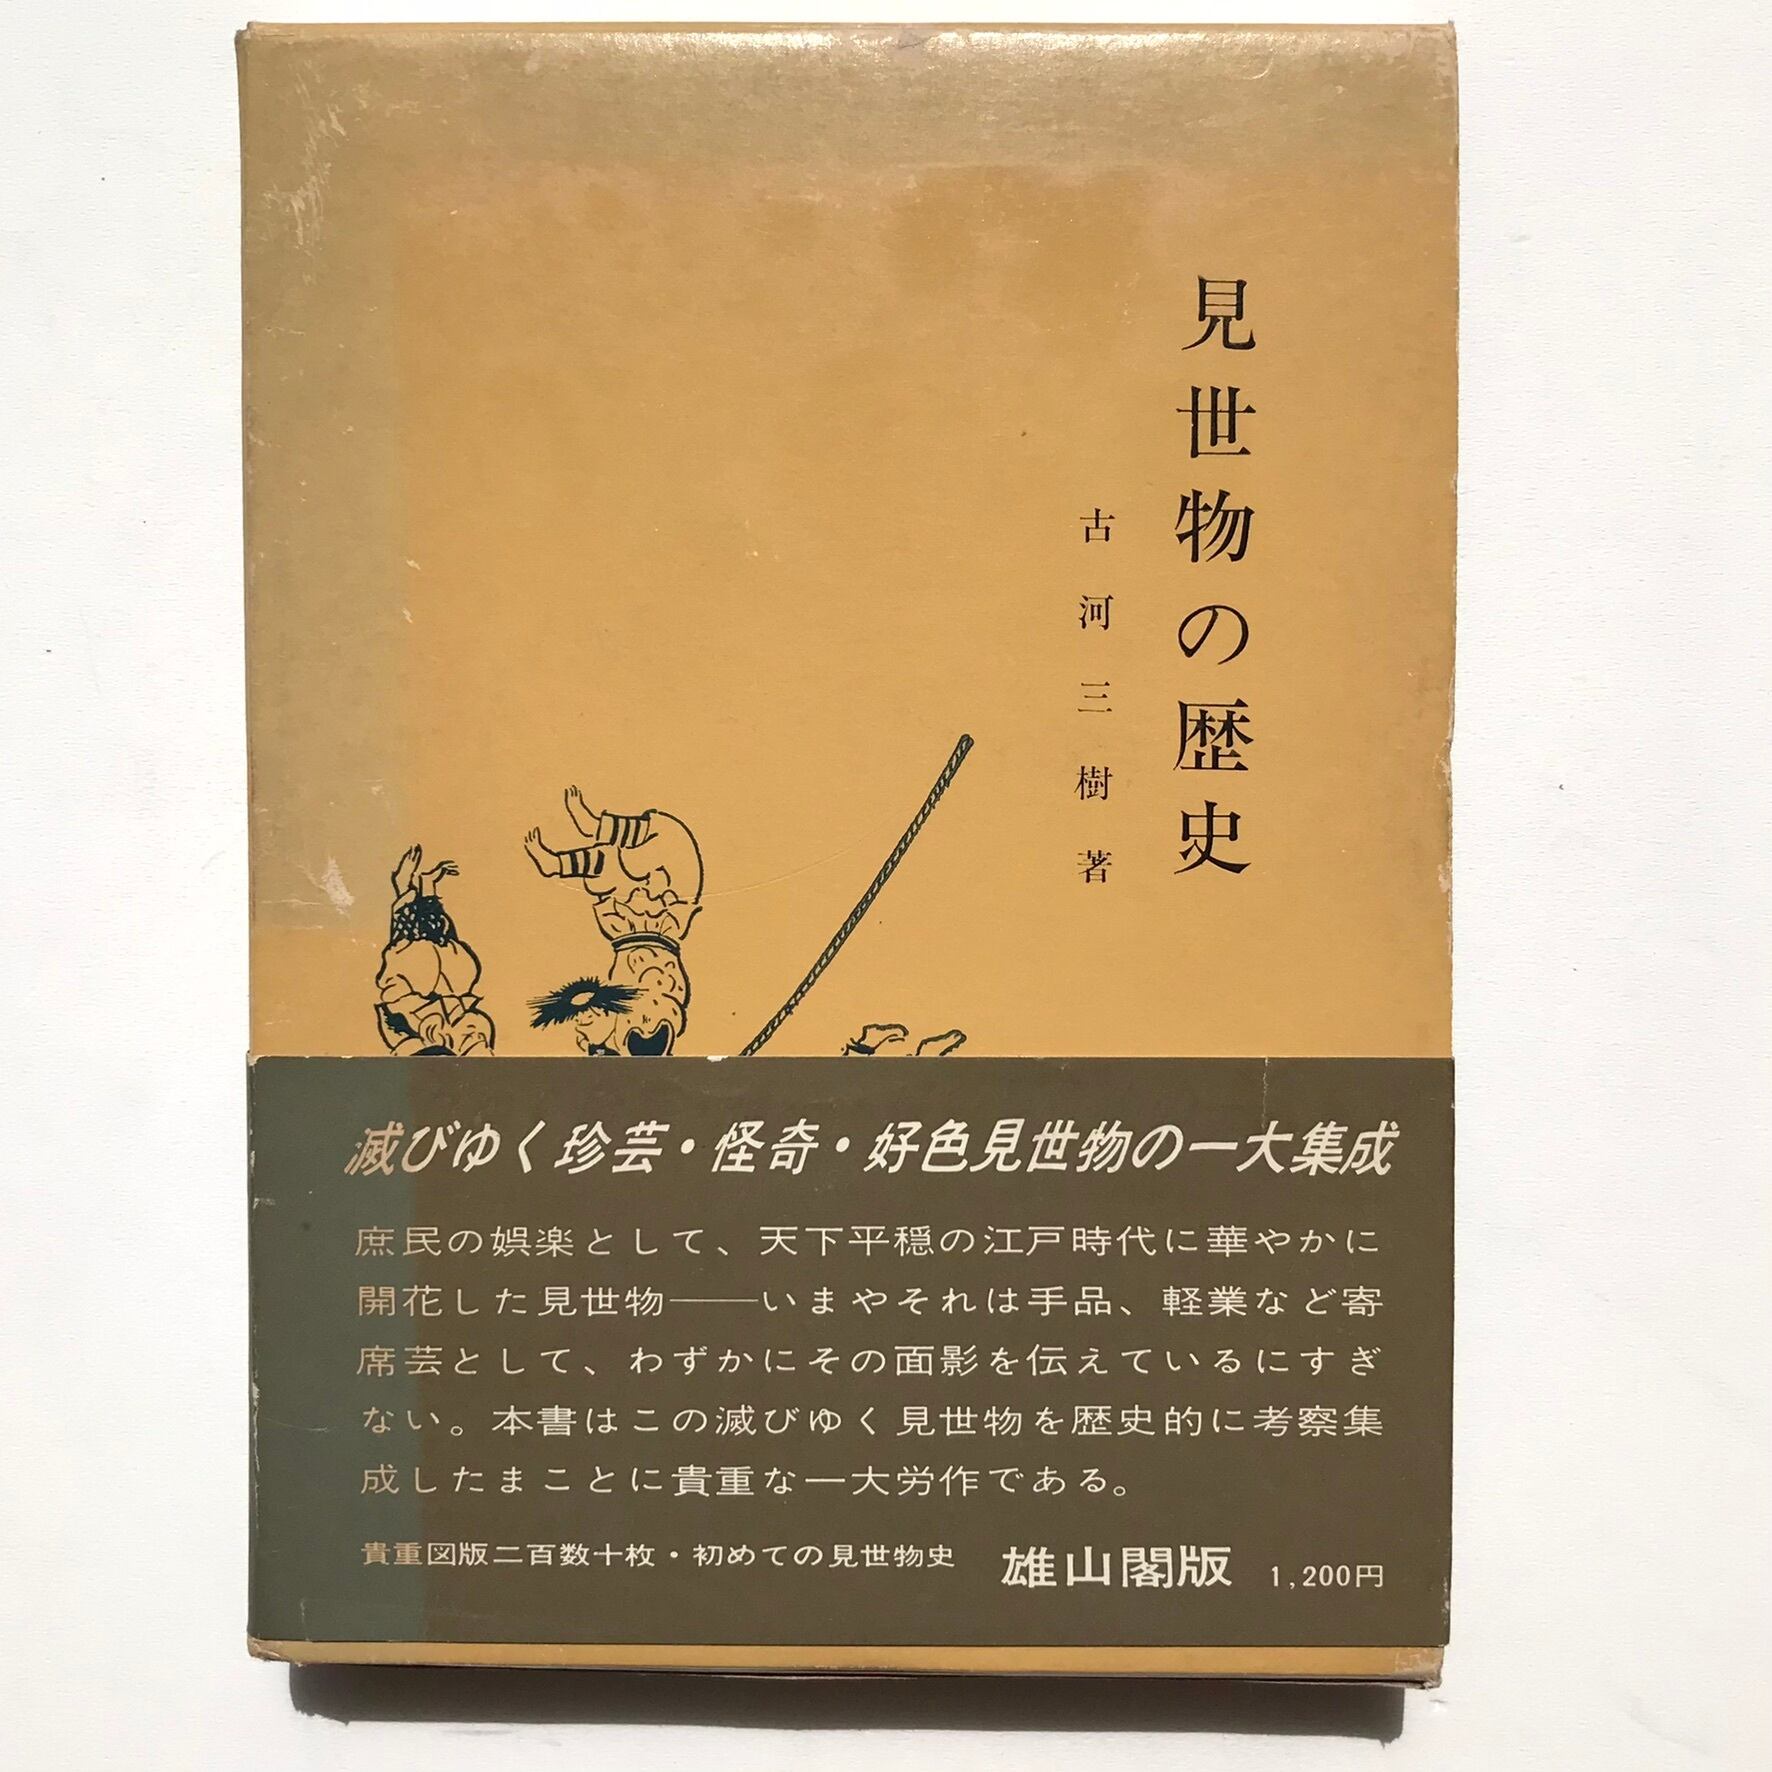 見世物の歴史
古河三樹著
滅びゆく珍芸・怪奇・好色見世物の一大集成
庶民の娯楽として、天下平穏の江戸時代に華やかに
開花した見世物――いまやそれは手品、軽業など寄
席芸として、わずかにその面影を伝えているにすぎ
ない。本書はこの滅びゆく見世物を歴史的に考察集
成したまことに貴重な一大労作である。
貴重図版二百数十枚・初めての見世物史
雄山閣版 1,200円